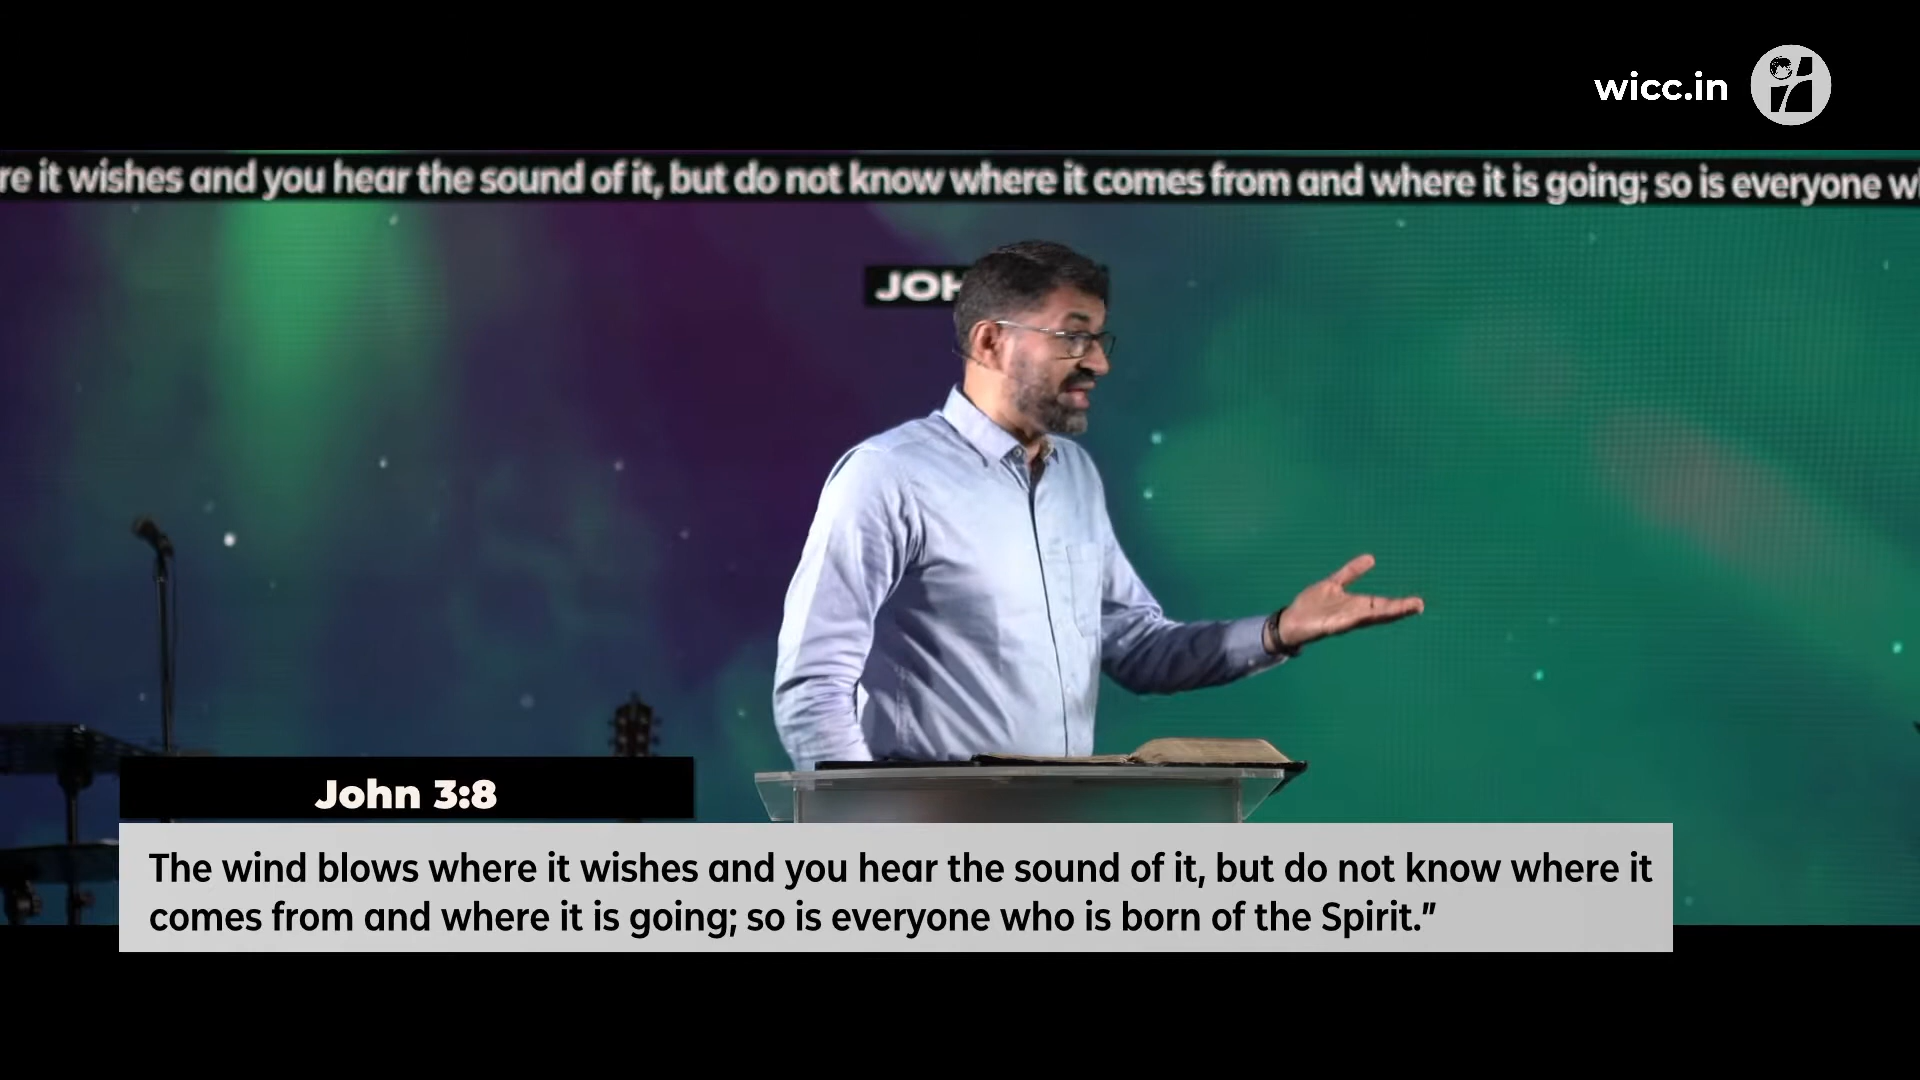 wicc.in
re it wishes and you hear the sound of it, but do not know where it comes from and where it is going; so is everyone w
JOH
John 3:8
The wind blows where it wishes and you hear the sound of it, but do not know where it
comes from and where it is going; so is everyone who is born of the Spirit.”